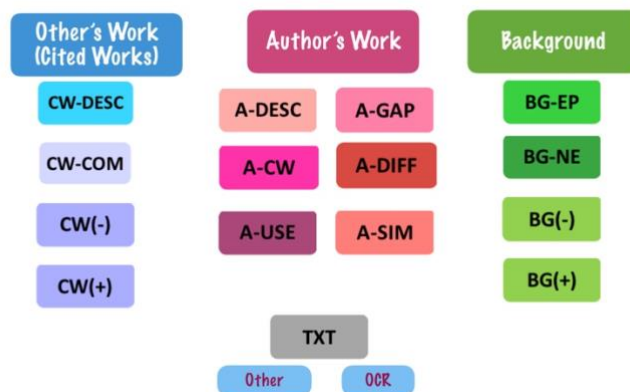 Other's Work
(Cited Works)
Author's Work
Background
CW-DESC
A-DESC
A-GAP
BG-EP
CW-COM
A-CW
A-DIFF
BG-NE
CW(-)
A-USE
A-SIM
BG(-)
CW(+)
BG(+)
TXT
Other
OCR